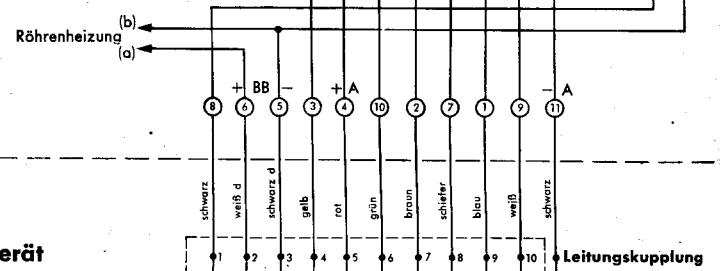 (b)
Röhrenheizung
(a)
+ BB − + A − A
8 6 5 3 4 10 2 7 1 9 11
schwarz weiß d schwarz d gelb rot grün braun schiefer blau weiß schwarz
erät
1 2 3 4 5 6 7 8 9 10 Leitungskupplung